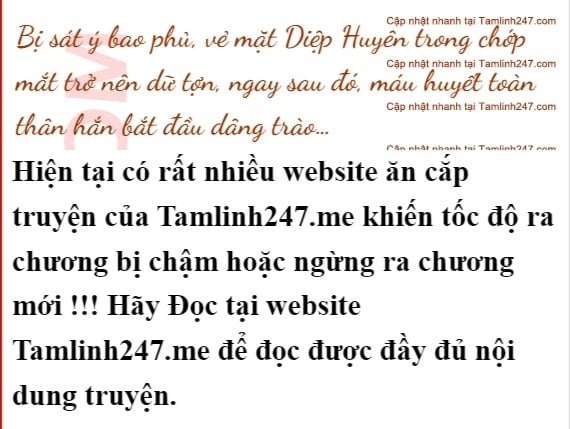 Cập nhật nhanh tại Tamlinh247.com
Bị sát ý bao phủ, vẻ mặt Diệp Huyên trong chớp
Cập nhật nhanh tại Tamlinh247.com
mắt trở nên dữ tợn, ngay sau đó, máu huyết toàn
Cập nhật nhanh tại Tamlinh247.com
thân hắn bắt đầu dâng trào...
Cập nhật nhanh tại Tamlinh247.com
Hiện tại có rất nhiều website ăn cắp
truyện của Tamlinh247.me khiến tốc độ ra
chương bị chậm hoặc ngừng ra chương
mới !!! Hãy Đọc tại website
Tamlinh247.me để đọc được đầy đủ nội
dung truyện.